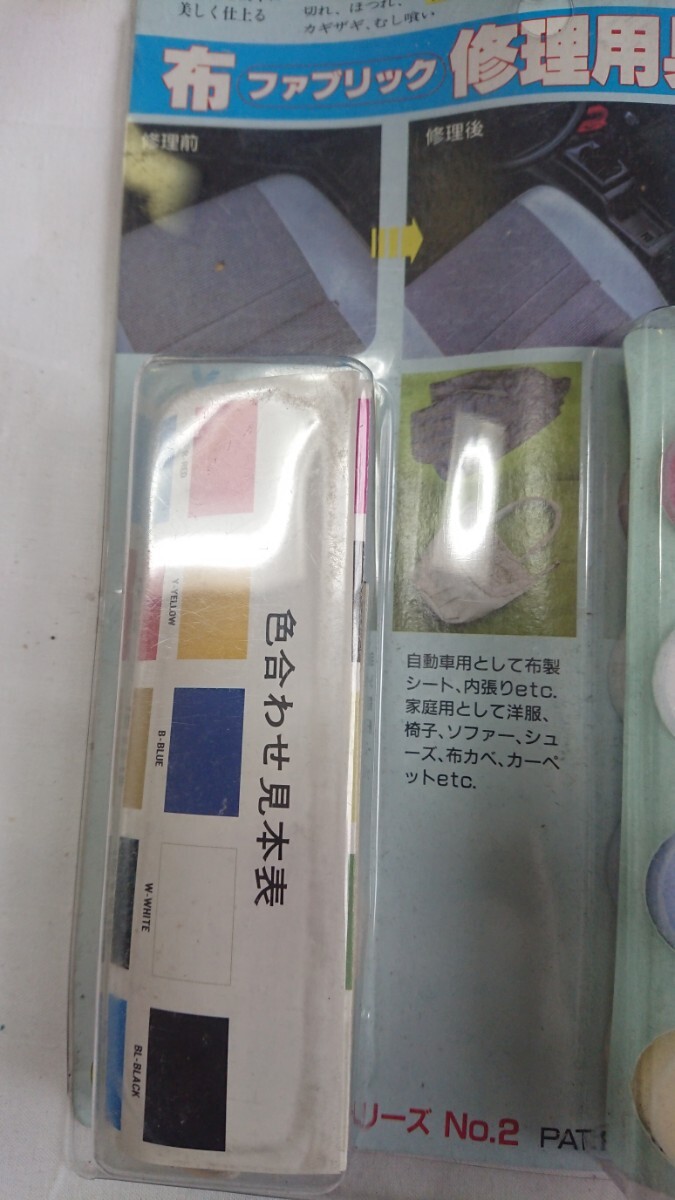 美しく仕上る
切れ、ほつれ、
カギザギ、むし喰い
布 ファブリック 修理用具
修理前
修理後
自動車用として布製
シート、内張りetc.
家庭用として洋服、
椅子、ソファー、シュ
ーズ、布カベ、カーペ
ットetc.
色合わせ見本表
Y-YELLOW
B-BLUE
W-WHITE
BL-BLACK
リーズ No.2 PAT.